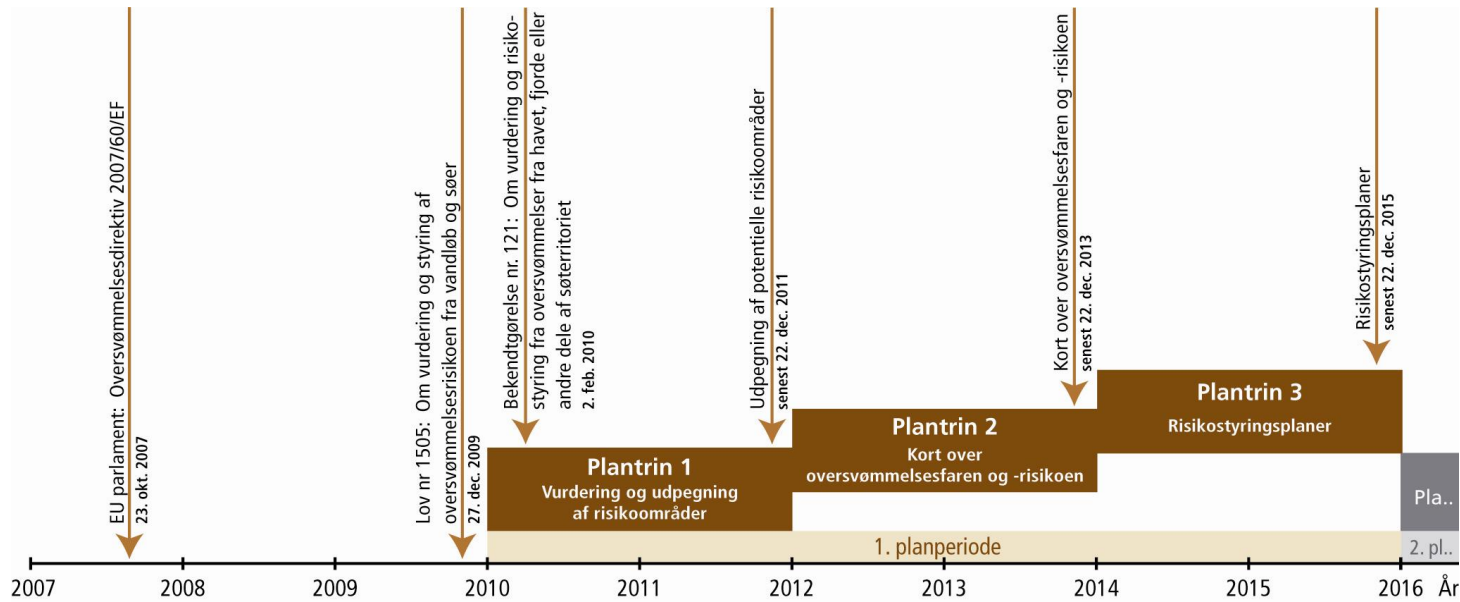 EU parlament: Oversvømmelsesdirektiv 2007/60/EF
23. okt. 2007
Lov nr 1505: Om vurdering og styring af
oversvømmelsesrisikoen fra vandløb og søer
27. dec. 2009
Bekendtgørelse nr. 121: Om vurdering og risiko-
styring fra oversvømmelser fra havet, fjorde eller
andre dele af søterritoriet
2. feb. 2010
Udpegning af potentielle risikoområder
senest 22. dec. 2011
Kort over oversvømmelsesfaren og -risikoen
senest 22. dec. 2013
Risikostyringsplaner
senest 22. dec. 2015
Plantrin 1
Vurdering og udpegning
af risikoområder
Plantrin 2
Kort over
oversvømmelsesfaren og -risikoen
Plantrin 3
Risikostyringsplaner
Pla..
1. planperiode
2. pl..
2007 2008 2009 2010 2011 2012 2013 2014 2015 2016 År